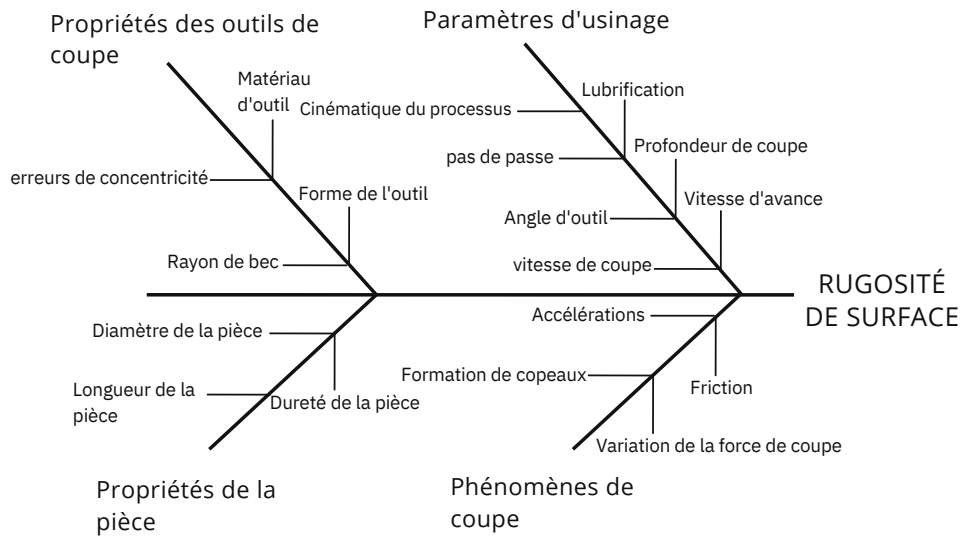 Propriétés des outils de
coupe
Matériau
d'outil
erreurs de concentricité
Forme de l'outil
Rayon de bec
Paramètres d'usinage
Lubrification
Cinématique du processus
Profondeur de coupe
pas de passe
Vitesse d'avance
Angle d'outil
vitesse de coupe
RUGOSITÉ
DE SURFACE
Diamètre de la pièce
Longueur de la
pièce
Dureté de la pièce
Propriétés de la
pièce
Accélérations
Formation de copeaux
Friction
Variation de la force de coupe
Phénomènes de
coupe